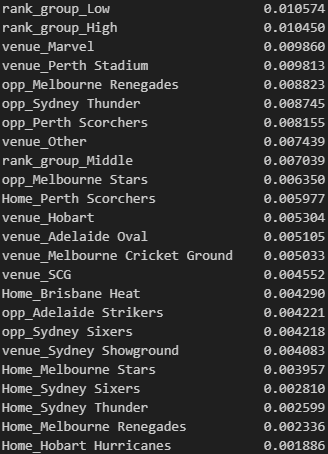 rank_group_Low 0.010574
rank_group_High 0.010450
venue_Marvel 0.009860
venue_Perth Stadium 0.009813
opp_Melbourne Renegades 0.008823
opp_Sydney Thunder 0.008745
opp_Perth Scorchers 0.008155
venue_Other 0.007439
rank_group_Middle 0.007039
opp_Melbourne Stars 0.006350
Home_Perth Scorchers 0.005977
venue_Hobart 0.005304
venue_Adelaide Oval 0.005105
venue_Melbourne Cricket Ground 0.005033
venue_SCG 0.004552
Home_Brisbane Heat 0.004290
opp_Adelaide Strikers 0.004221
opp_Sydney Sixers 0.004218
venue_Sydney Showground 0.004083
Home_Melbourne Stars 0.003957
Home_Sydney Sixers 0.002810
Home_Sydney Thunder 0.002599
Home_Melbourne Renegades 0.002336
Home_Hobart Hurricanes 0.001886